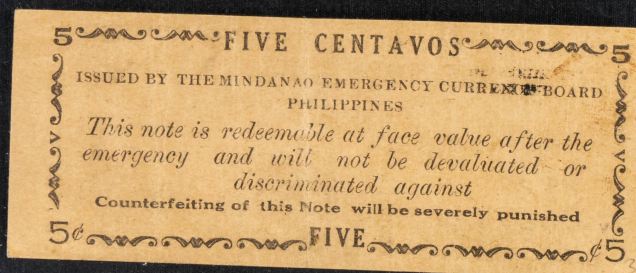 5 FIVE CENTAVOS 5
ISSUED BY THE MINDANAO EMERGENCY CURRENCY BOARD
PHILIPPINES
This note is redeemable at face value after the
emergency and will not be devaluated or
discriminated against
Counterfeiting of this Note will be severely punished
5¢ FIVE ¢5
V
V